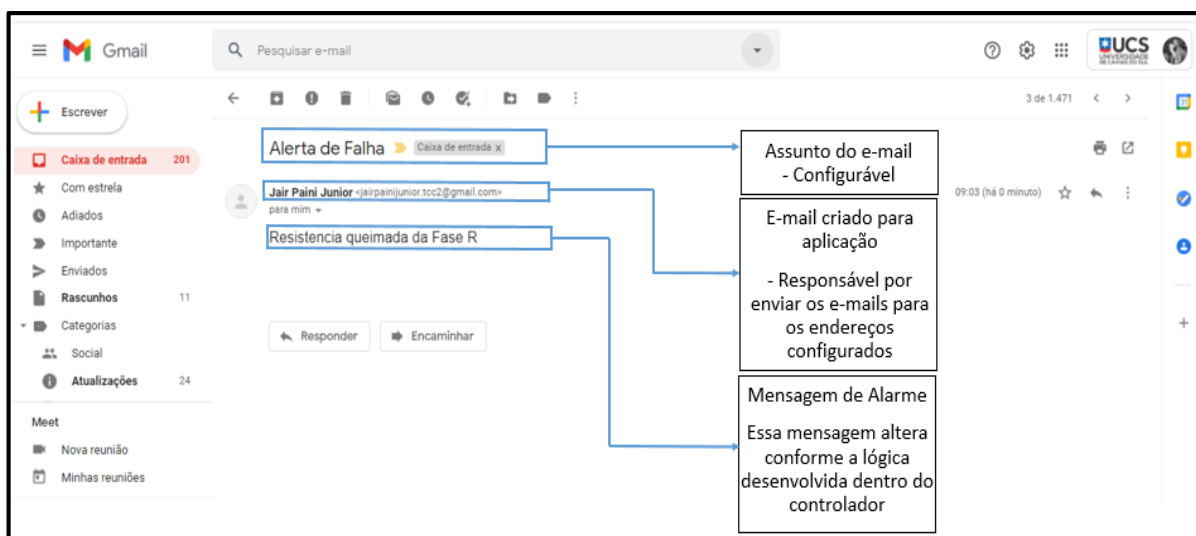 Gmail
Pesquisar e-mail
UCS
UNIVERSIDADE
DE CAXIAS DO SUL
Escrever
3 de 1.471
Caixa de entrada 201
Com estrela
Adiados
Importante
Enviados
Rascunhos 11
Categorias
Social
Atualizações 24
Meet
Nova reunião
Minhas reuniões
Alerta de Falha Caixa de entrada x
Jair Paini Junior <jairpainijunior.tcc2@gmail.com>
09:03 (há 0 minuto)
para mim
Resistencia queimada da Fase R
Responder Encaminhar
Assunto do e-mail
- Configurável
E-mail criado para
aplicação
- Responsável por
enviar os e-mails para
os endereços
configurados
Mensagem de Alarme
Essa mensagem altera
conforme a lógica
desenvolvida dentro do
controlador